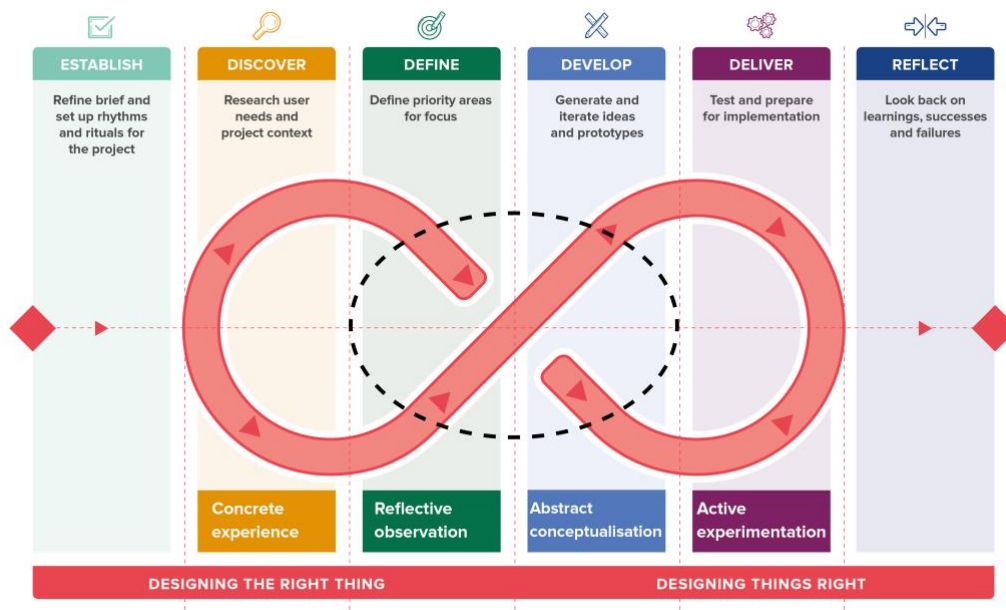 ESTABLISH
Refine brief and
set up rhythms
and rituals for
the project
DISCOVER
Research user
needs and
project context
DEFINE
Define priority areas
for focus
DEVELOP
Generate and
iterate ideas
and prototypes
DELIVER
Test and prepare
for implementation
REFLECT
Look back on
learnings, successes
and failures
Concrete
experience
Reflective
observation
Abstract
conceptualisation
Active
experimentation
DESIGNING THE RIGHT THING
DESIGNING THINGS RIGHT